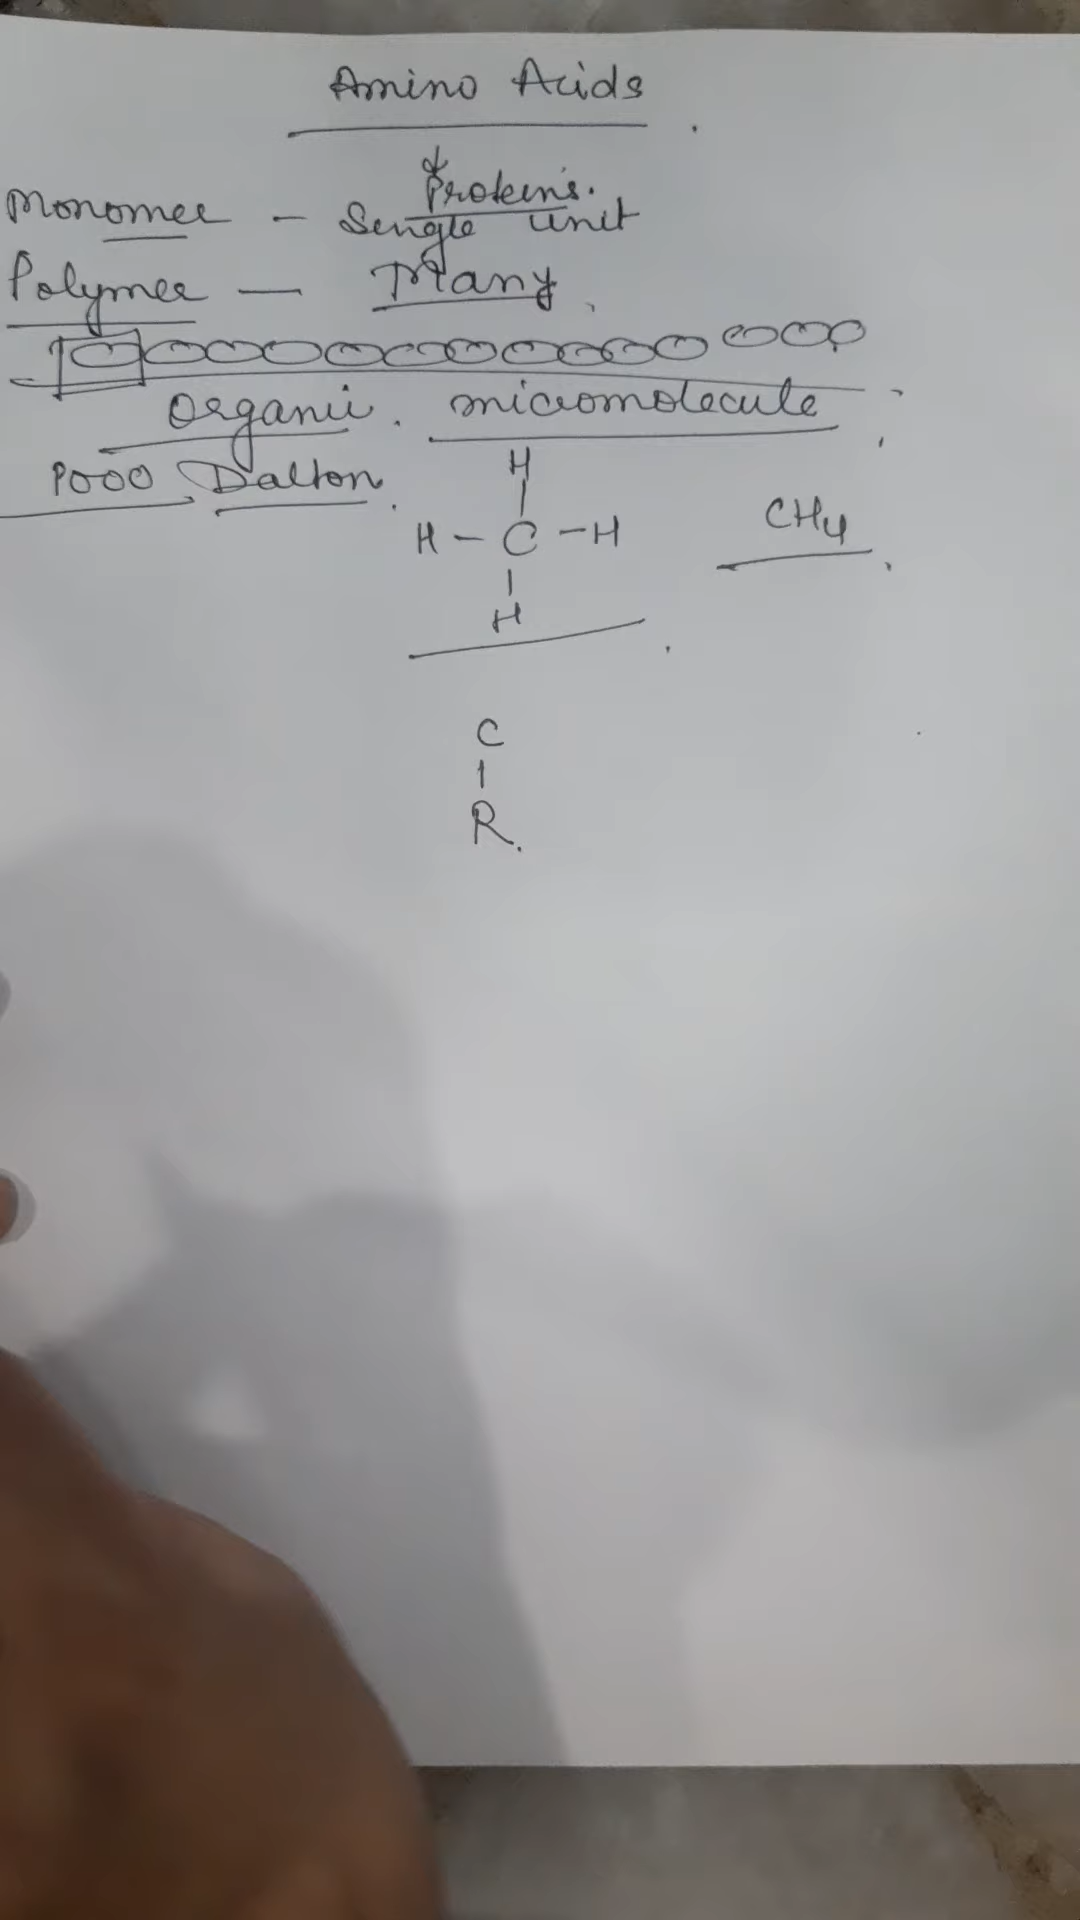 Amino Acids
& Proteins.
Monomer - Single unit
Polymer - Many
Organic micromolecule
1000 Dalton
H
|
H - C - H
|
H
CH4
C
|
R.